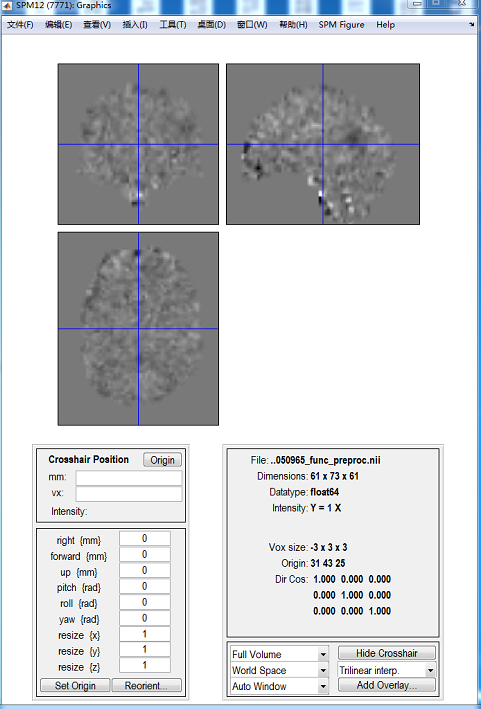 SPM12 (7771): Graphics
文件(F) 编辑(E) 查看(V) 插入(I) 工具(T) 桌面(D) 窗口(W) 帮助(H) SPM Figure Help
Crosshair Position Origin
mm:
vx:
Intensity:
right {mm} 0
forward {mm} 0
up {mm} 0
pitch {rad} 0
roll {rad} 0
yaw {rad} 0
resize {x} 1
resize {y} 1
resize {z} 1
Set Origin Reorient...
File: ..050965_func_preproc.nii
Dimensions: 61 x 73 x 61
Datatype: float64
Intensity: Y = 1 X
Vox size: -3 x 3 x 3
Origin: 31 43 25
Dir Cos: 1.000 0.000 0.000
0.000 1.000 0.000
0.000 0.000 1.000
Full Volume Hide Crosshair
World Space Trilinear interp.
Auto Window Add Overlay...